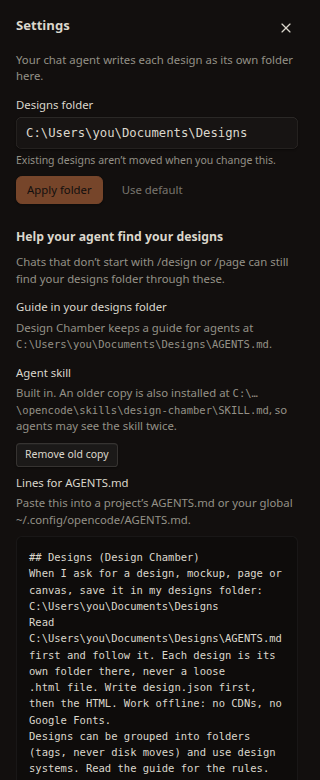 Settings
Your chat agent writes each design as its own folder
here.
Designs folder
C:\Users\you\Documents\Designs
Existing designs aren't moved when you change this.
Apply folder
Use default
Help your agent find your designs
Chats that don't start with /design or /page can still
find your designs folder through these.
Guide in your designs folder
Design Chamber keeps a guide for agents at
C:\Users\you\Documents\Designs\AGENTS.md.
Agent skill
Built in. An older copy is also installed at C:\…
\opencode\skills\design-chamber\SKILL.md, so
agents may see the skill twice.
Remove old copy
Lines for AGENTS.md
Paste this into a project's AGENTS.md or your global
~/.config/opencode/AGENTS.md.
## Designs (Design Chamber)
When I ask for a design, mockup, page or
canvas, save it in my designs folder:
C:\Users\you\Documents\Designs
Read
C:\Users\you\Documents\Designs\AGENTS.md
first and follow it. Each design is its
own folder there, never a loose
.html file. Write design.json first,
then the HTML. Work offline: no CDNs, no
Google Fonts.
Designs can be grouped into folders
(tags, never disk moves) and use design
systems. Read the guide for the rules.